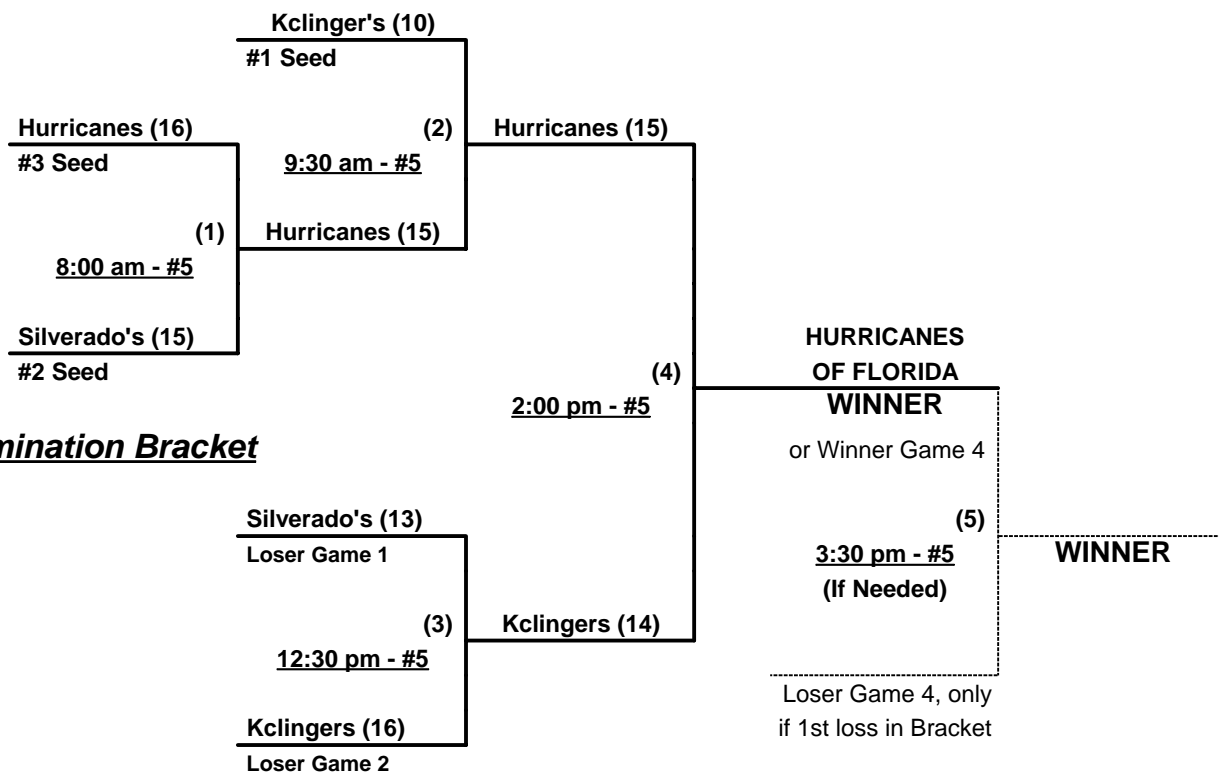 Kclinger's (10)
#1 Seed
Hurricanes (16)
(2)
Hurricanes (15)
#3 Seed
9:30 am - #5
(1)
Hurricanes (15)
8:00 am - #5
Silverado's (15)
#2 Seed
HURRICANES
OF FLORIDA
(4)
2:00 pm - #5
WINNER
or Winner Game 4
mination Bracket
Silverado's (13)
Loser Game 1
(5)
3:30 pm - #5
(If Needed)
WINNER
(3)
Kclingers (14)
12:30 pm - #5
Loser Game 4, only
if 1st loss in Bracket
Kclingers (16)
Loser Game 2